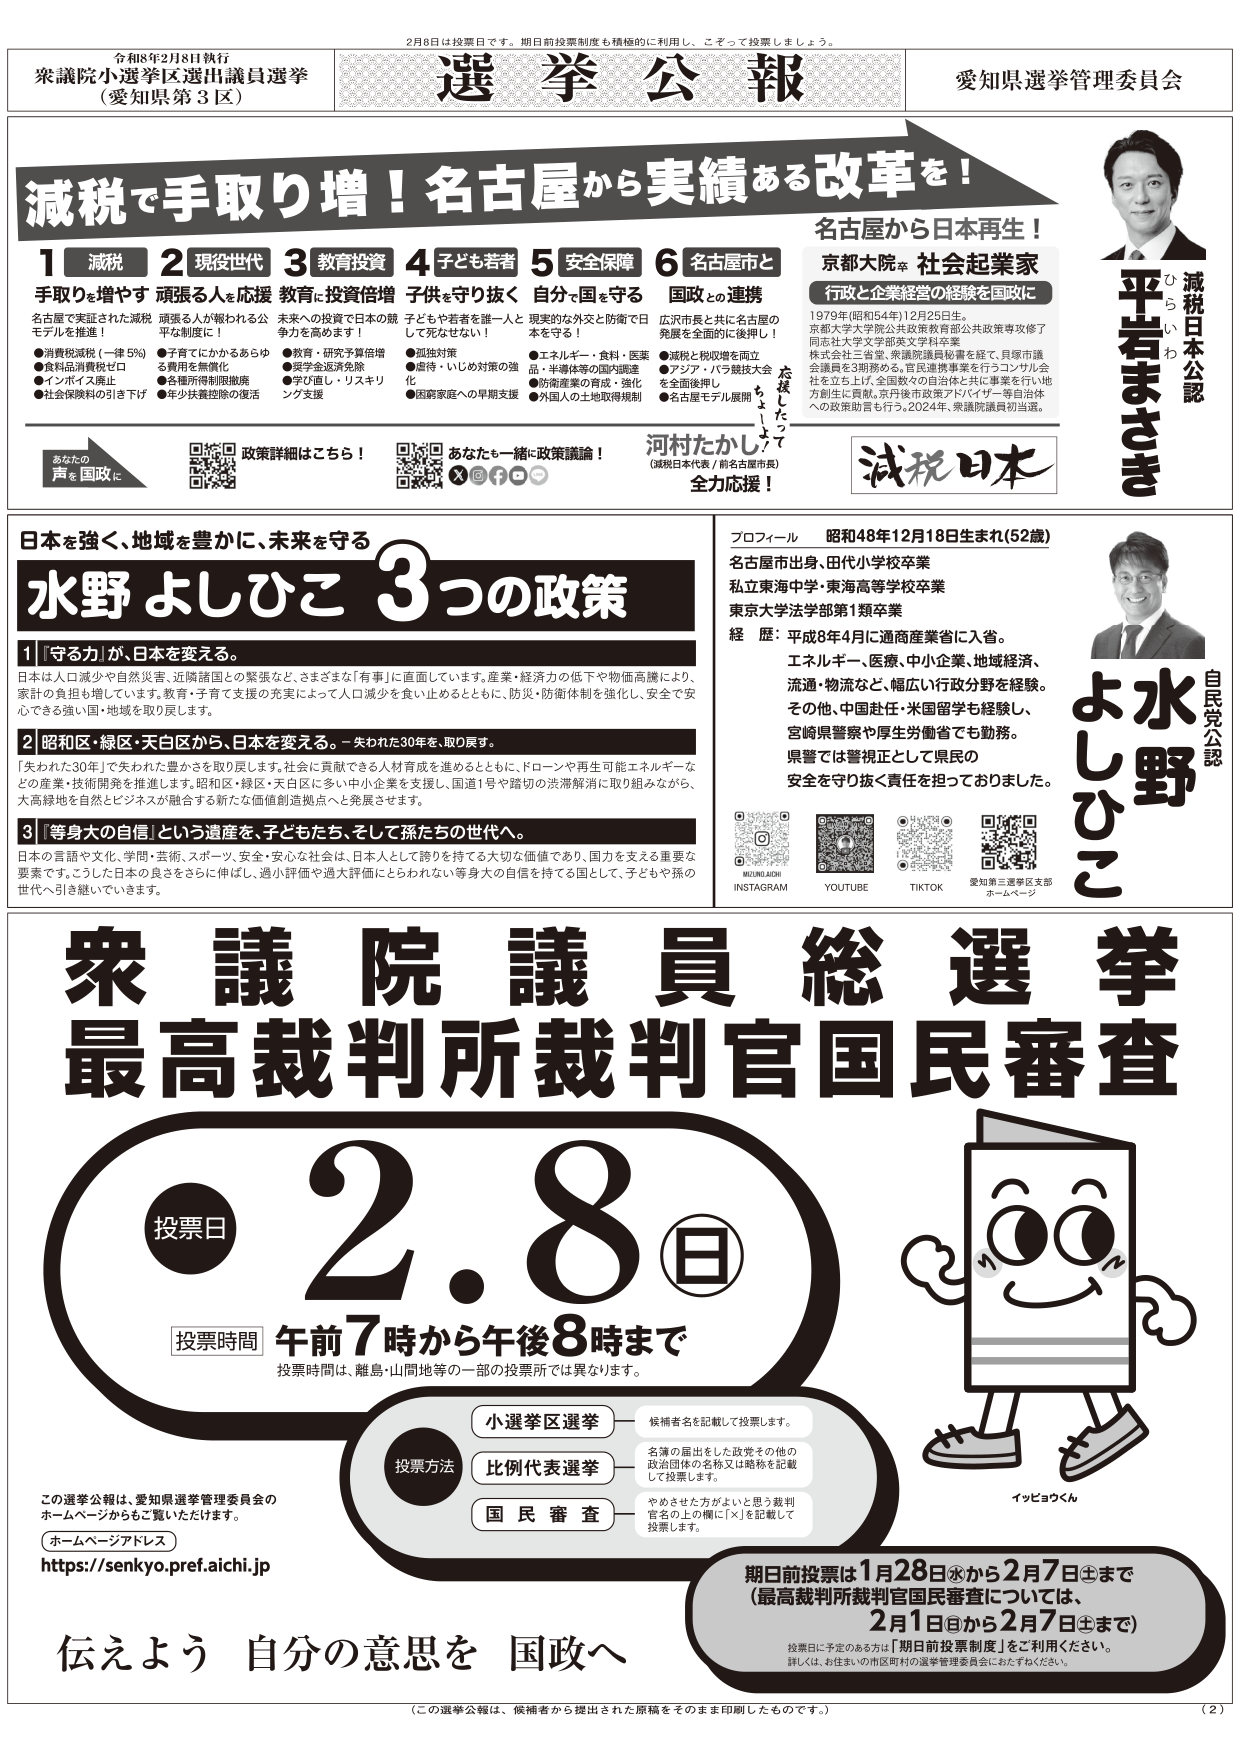 2月8日は投票日です。期日前投票制度も積極的に利用し、こぞって投票しましょう。
令和8年2月8日執行
衆議院小選挙区選出議員選挙
（愛知県第３区）
選挙公報
愛知県選挙管理委員会
減税で手取り増！名古屋から実績ある改革を！
名古屋から日本再生！
1 減税
手取りを増やす
名古屋で実証された減税
モデルを推進！
●消費税減税（一律5%)
●食料品消費税ゼロ
●インボイス廃止
●社会保険料の引き下げ
2 現役世代
頑張る人を応援
頑張る人が報われる公
平な制度に！
●子育てにかかるあらゆ
る費用を無償化
●各種所得制限撤廃
●年少扶養控除の復活
3 教育投資
教育に投資倍増
未来への投資で日本の競
争力を高めます！
●教育・研究予算倍増
●奨学金返済免除
●学び直し・リスキリ
ング支援
4 子ども若者
子供を守り抜く
子どもや若者を誰一人と
して死なせない！
●孤独対策
●虐待・いじめ対策の強
化
●困窮家庭への早期支援
5 安全保障
自分で国を守る
現実的な外交と防衛で日
本を守る！
●エネルギー・食料・医薬
品・半導体等の国内調達
●防衛産業の育成・強化
●外国人の土地取得規制
6 名古屋市と
国政との連携
広沢市長と共に名古屋の
発展を全面的に後押し！
●減税と税収増を両立
●アジア・パラ競技大会
を全面後押し
●名古屋モデル展開
京都大院卒 社会起業家
行政と企業経営の経験を国政に
1979年(昭和54年)12月25日生。
京都大学大学院公共政策教育部公共政策専攻修了
同志社大学文学部英文学科卒業
株式会社三省堂、衆議院議員秘書を経て、貝塚市議
会議員を3期務める。官民連携事業を行うコンサル会
社を立ち上げ、全国数々の自治体と共に事業を行い地
方創生に貢献。京丹後市政策アドバイザー等自治体
への政策助言も行う。2024年、衆議院議員初当選。
あなたの
声を国政に
政策詳細はこちら！
あなたも一緒に政策議論！
応援したって
ちょーよ！
河村たかし
(減税日本代表 / 前名古屋市長)
全力応援！
減税日本
減税日本公認
ひらいわ
平岩まさき
日本を強く、地域を豊かに、未来を守る
水野 よしひこ 3つの政策
1 『守る力』が、日本を変える。
日本は人口減少や自然災害、近隣諸国との緊張など、さまざまな「有事」に直面しています。産業・経済力の低下や物価高騰により、
家計の負担も増しています。教育・子育て支援の充実によって人口減少を食い止めるとともに、防災・防衛体制を強化し、安全で安
心できる強い国・地域を取り戻します。
2 昭和区・緑区・天白区から、日本を変える。－失われた30年を、取り戻す。
「失われた30年」で失われた豊かさを取り戻します。社会に貢献できる人材育成を進めるとともに、ドローンや再生可能エネルギーな
どの産業・技術開発を推進します。昭和区・緑区・天白区に多い中小企業を支援し、国道1号や踏切の渋滞解消に取り組みながら、
大高緑地を自然とビジネスが融合する新たな価値創造拠点へと発展させます。
3 『等身大の自信』という遺産を、子どもたち、そして孫たちの世代へ。
日本の言語や文化、学問・芸術、スポーツ、安全・安心な社会は、日本人として誇りを持てる大切な価値であり、国力を支える重要な
要素です。こうした日本の良さをさらに伸ばし、過小評価や過大評価にとらわれない等身大の自信を持てる国として、子どもや孫の
世代へ引き継いでいきます。
プロフィール 昭和48年12月18日生まれ(52歳)
名古屋市出身、田代小学校卒業
私立東海中学・東海高等学校卒業
東京大学法学部第1類卒業
経 歴：平成8年4月に通商産業省に入省。
エネルギー、医療、中小企業、地域経済、
流通・物流など、幅広い行政分野を経験。
その他、中国赴任・米国留学も経験し、
宮崎県警察や厚生労働省でも勤務。
県警では警視正として県民の
安全を守り抜く責任を担っておりました。
MIZUNO.AICHI
INSTAGRAM
YOUTUBE
TIKTOK
愛知第三選挙区支部
ホームページ
自民党公認
水野
よしひこ
衆議院議員総選挙
最高裁判所裁判官国民審査
投票日
2.8日
投票時間 午前7時から午後8時まで
投票時間は、離島・山間地等の一部の投票所では異なります。
投票方法
小選挙区選挙
候補者名を記載して投票します。
比例代表選挙
名簿の届出をした政党その他の
政治団体の名称又は略称を記載
して投票します。
国民審査
やめさせた方がよいと思う裁判
官名の上の欄に「×」を記載して
投票します。
イッピョウくん
この選挙公報は、愛知県選挙管理委員会の
ホームページからもご覧いただけます。
ホームページアドレス
https://senkyo.pref.aichi.jp
期日前投票は1月28日㊌から2月7日㊏まで
（最高裁判所裁判官国民審査については、
2月1日㊐から2月7日㊏まで）
投票日に予定のある方は「期日前投票制度」をご利用ください。
詳しくは、お住まいの市区町村の選挙管理委員会におたずねください。
伝えよう 自分の意思を 国政へ
（この選挙公報は、候補者から提出された原稿をそのまま印刷したものです。）
（２）